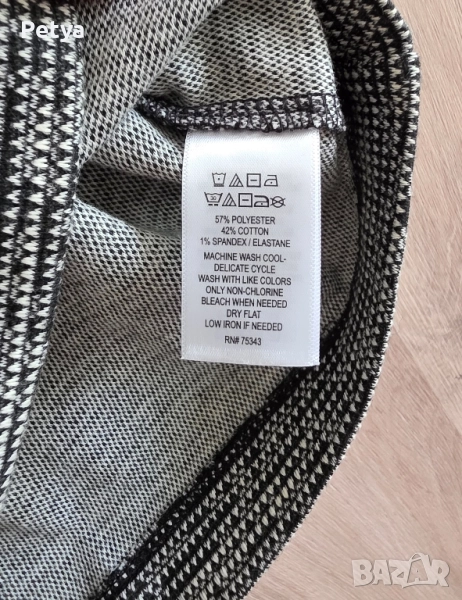 Petya
57% POLYESTER
42% COTTON
1% SPANDEX / ELASTANE
MACHINE WASH COOL-
DELICATE CYCLE
WASH WITH LIKE COLORS
ONLY NON-CHLORINE
BLEACH WHEN NEEDED
DRY FLAT
LOW IRON IF NEEDED
RN# 75343
BAZAR